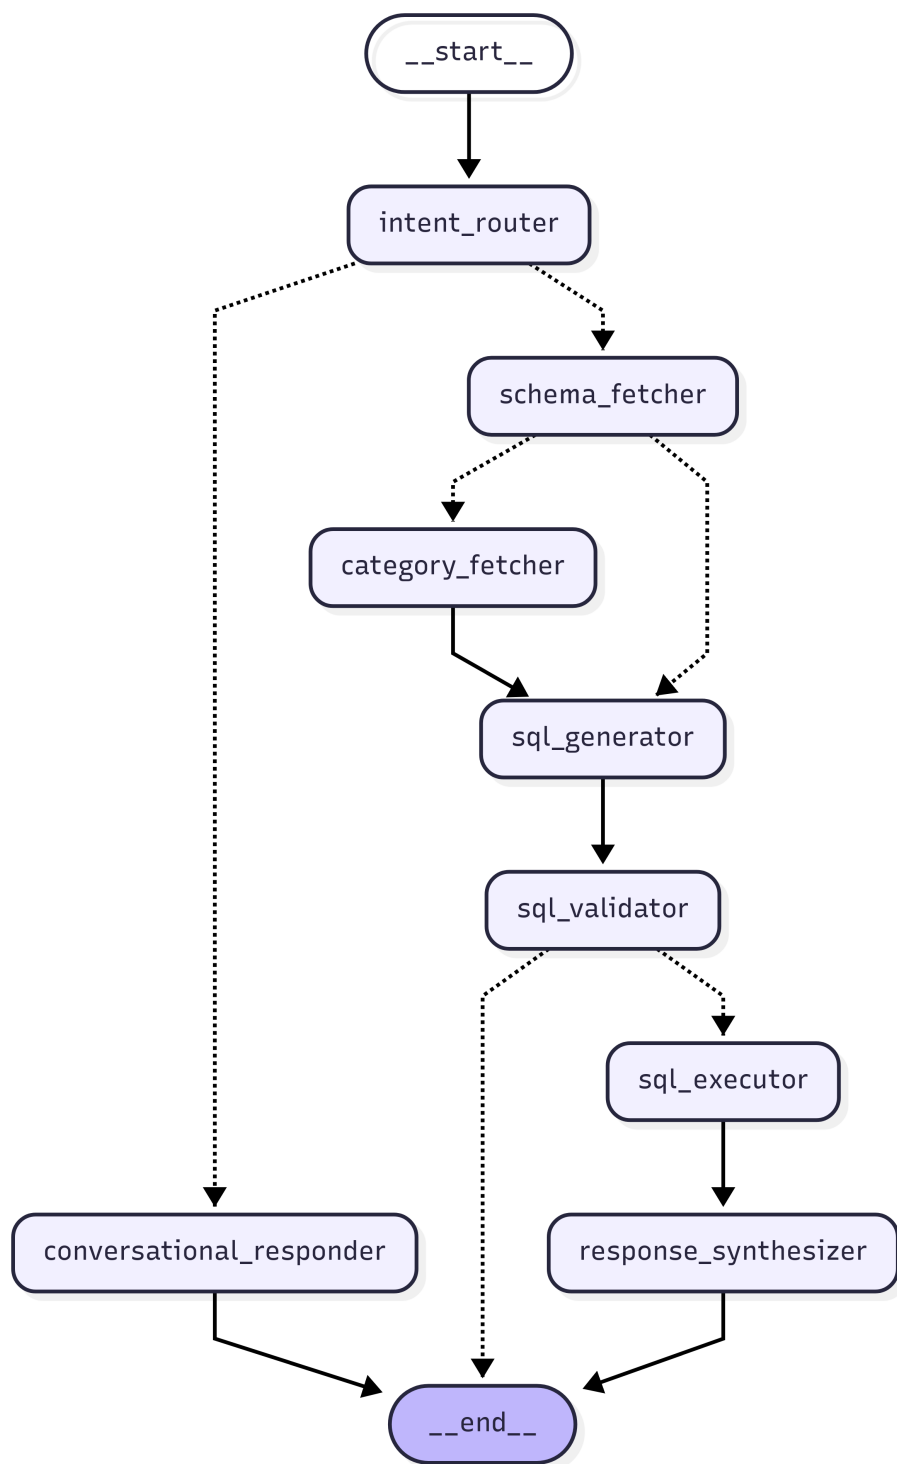 __start__
intent_router
schema_fetcher
category_fetcher
sql_generator
sql_validator
sql_executor
conversational_responder
response_synthesizer
__end__